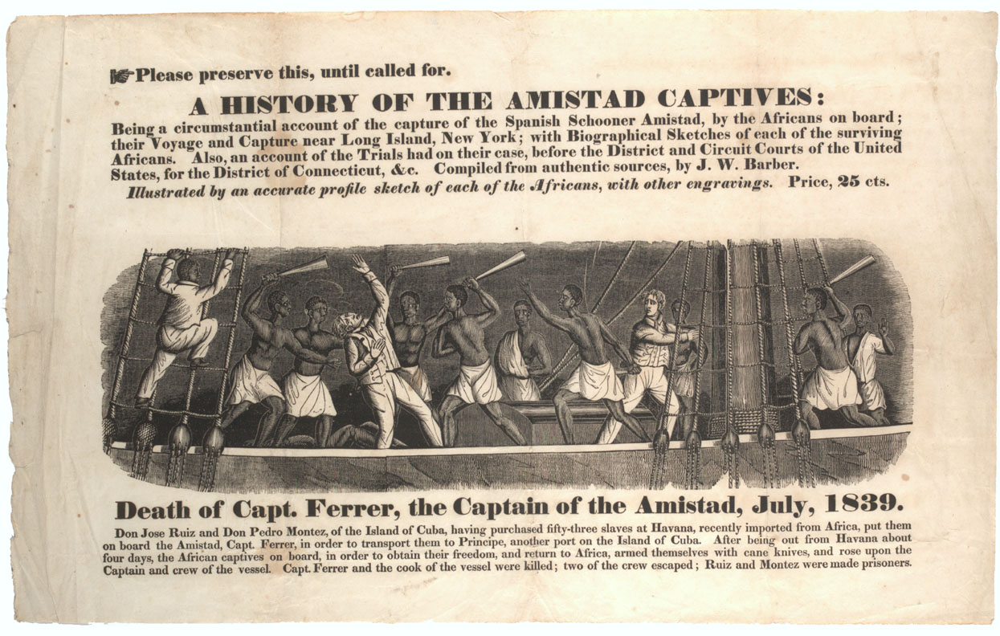 Please preserve this, until called for.
A HISTORY OF THE AMISTAD CAPTIVES:
Being a circumstantial account of the capture of the Spanish Schooner Amistad, by the Africans on board;
their Voyage and Capture near Long Island, New York; with Biographical Sketches of each of the surviving
Africans. Also, an account of the Trials had on their case, before the District and Circuit Courts of the United
States, for the District of Connecticut, &c. Compiled from authentic sources, by J. W. Barber.
Illustrated by an accurate profile sketch of each of the Africans, with other engravings. Price, 25 cts.
Death of Capt. Ferrer, the Captain of the Amistad, July, 1839.
Don Jose Ruiz and Don Pedro Montez, of the Island of Cuba, having purchased fifty-three slaves at Havana, recently imported from Africa, put them
on board the Amistad, Capt. Ferrer, in order to transport them to Principe, another port on the Island of Cuba. After being out from Havana about
four days, the African captives on board, in order to obtain their freedom, and return to Africa, armed themselves with cane knives, and rose upon the
Captain and crew of the vessel. Capt. Ferrer and the cook of the vessel were killed; two of the crew escaped; Ruiz and Montez were made prisoners.